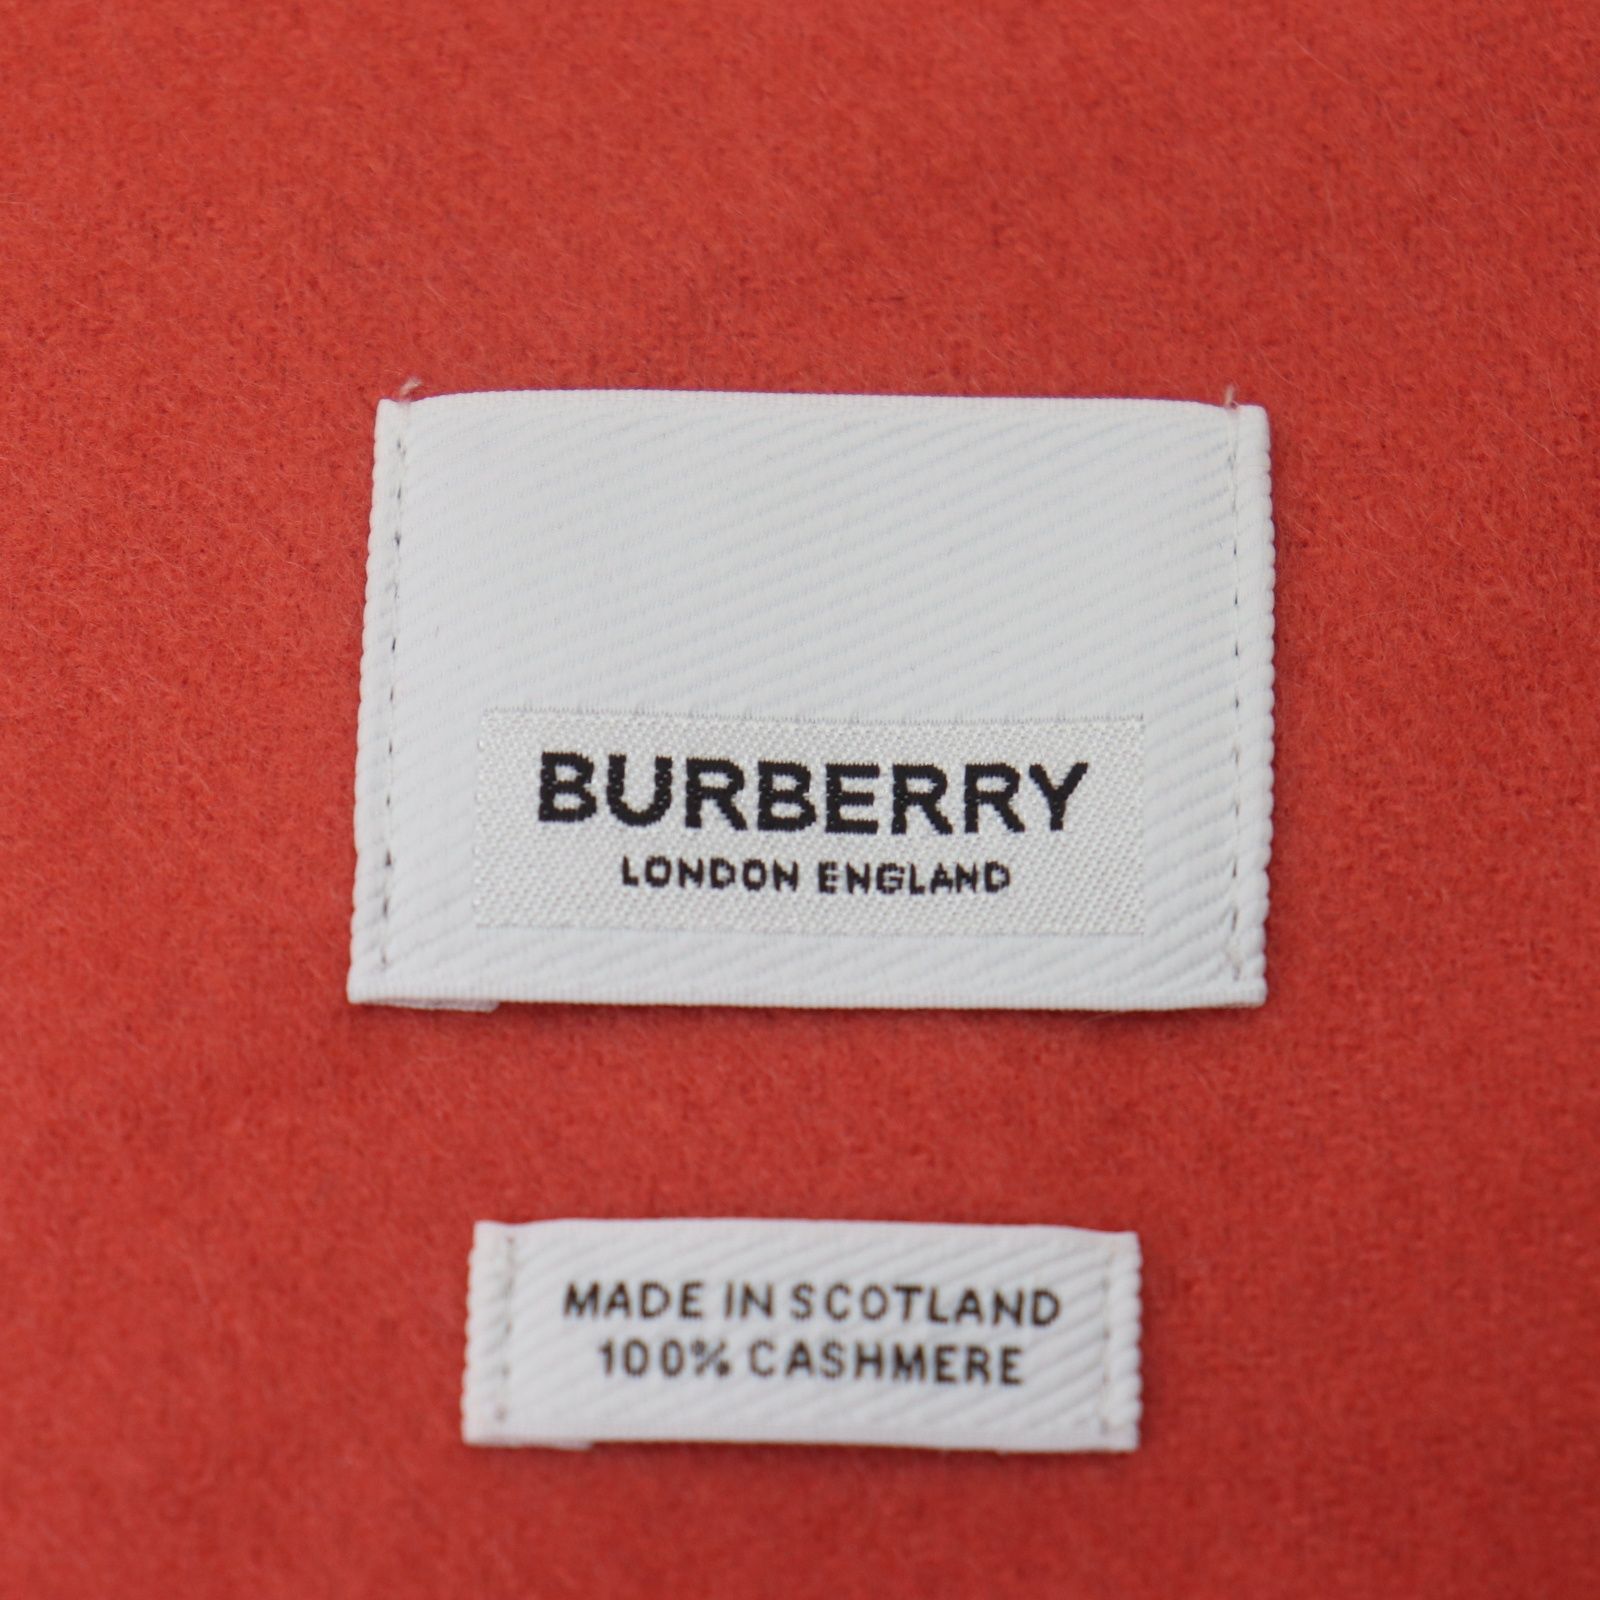 BURBERRY
LONDON ENGLAND
MADE IN SCOTLAND
100% CASHMERE